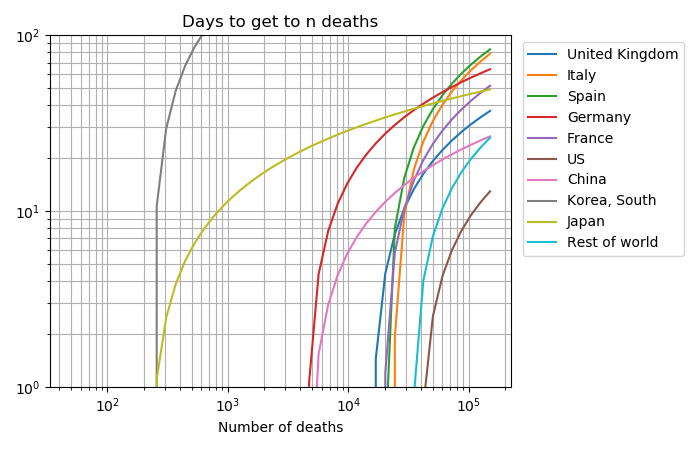 Days to get to n deaths
10²
10¹
10⁰
10²
10³
10⁴
10⁵
Number of deaths
United Kingdom
Italy
Spain
Germany
France
US
China
Korea, South
Japan
Rest of world